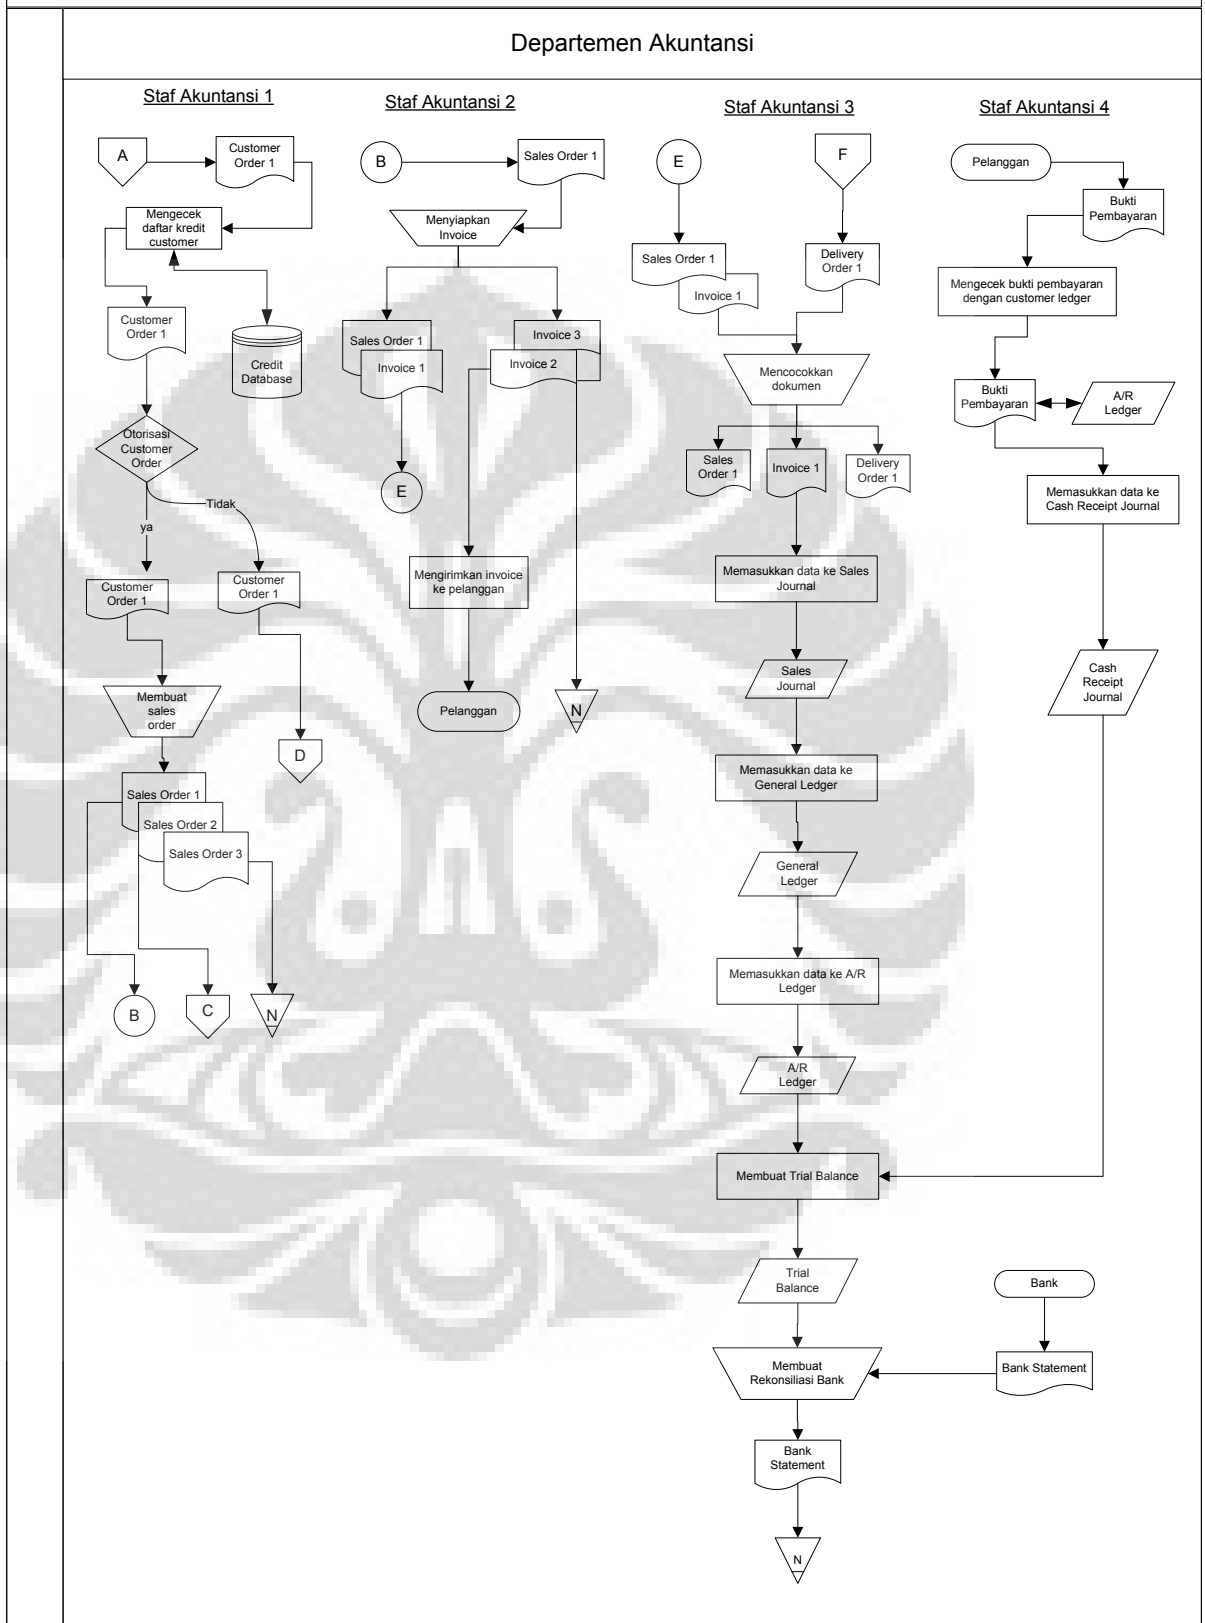 Departemen Akuntansi
Staf Akuntansi 1
A
Customer
Order 1
Mengecek
daftar kredit
customer
Customer
Order 1
Credit
Database
Otorisasi
Customer
Order
Tidak
ya
Customer
Order 1
Customer
Order 1
Membuat
sales
order
D
Sales Order 1
Sales Order 2
Sales Order 3
B
C
N
Staf Akuntansi 2
B
Sales Order 1
Menyiapkan
Invoice
Sales Order 1
Invoice 1
Invoice 3
Invoice 2
E
Mengirimkan invoice
ke pelanggan
Pelanggan
N
Staf Akuntansi 3
E
F
Sales Order 1
Invoice 1
Delivery
Order 1
Mencocokkan
dokumen
Sales
Order 1
Invoice 1
Delivery
Order 1
Memasukkan data ke Sales
Journal
Sales
Journal
Memasukkan data ke
General Ledger
General
Ledger
Memasukkan data ke A/R
Ledger
A/R
Ledger
Membuat Trial Balance
Trial
Balance
Membuat
Rekonsiliasi Bank
Bank
Statement
N
Staf Akuntansi 4
Pelanggan
Bukti
Pembayaran
Mengecek bukti pembayaran
dengan customer ledger
Bukti
Pembayaran
A/R
Ledger
Memasukkan data ke
Cash Receipt Journal
Cash
Receipt
Journal
Bank
Bank Statement